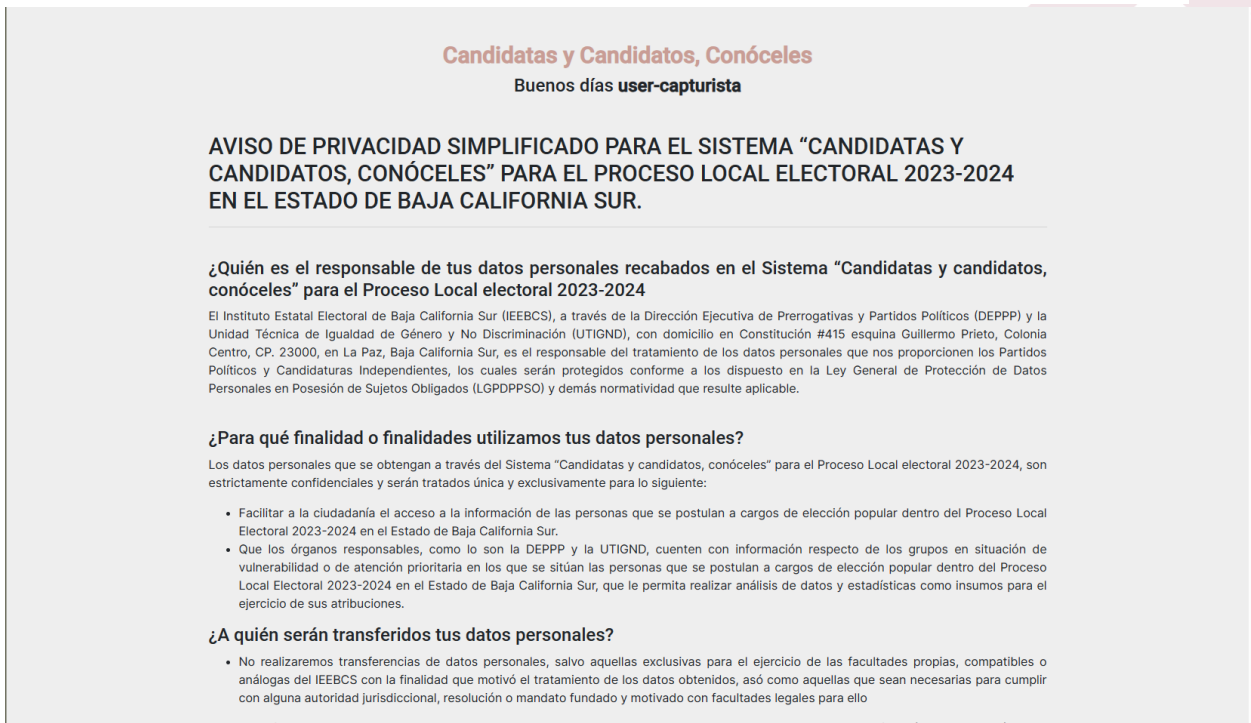 Candidatas y Candidatos, Conóceles
Buenos días user-capturista
AVISO DE PRIVACIDAD SIMPLIFICADO PARA EL SISTEMA “CANDIDATAS Y
CANDIDATOS, CONÓCELES” PARA EL PROCESO LOCAL ELECTORAL 2023-2024
EN EL ESTADO DE BAJA CALIFORNIA SUR.
¿Quién es el responsable de tus datos personales recabados en el Sistema “Candidatas y candidatos,
conóceles” para el Proceso Local electoral 2023-2024
El Instituto Estatal Electoral de Baja California Sur (IEEBCS), a través de la Dirección Ejecutiva de Prerrogativas y Partidos Políticos (DEPPP) y la
Unidad Técnica de Igualdad de Género y No Discriminación (UTIGND), con domicilio en Constitución #415 esquina Guillermo Prieto, Colonia
Centro, CP. 23000, en La Paz, Baja California Sur, es el responsable del tratamiento de los datos personales que nos proporcionen los Partidos
Políticos y Candidaturas Independientes, los cuales serán protegidos conforme a los dispuesto en la Ley General de Protección de Datos
Personales en Posesión de Sujetos Obligados (LGPDPPSO) y demás normatividad que resulte aplicable.
¿Para qué finalidad o finalidades utilizamos tus datos personales?
Los datos personales que se obtengan a través del Sistema “Candidatas y candidatos, conóceles” para el Proceso Local electoral 2023-2024, son
estrictamente confidenciales y serán tratados única y exclusivamente para lo siguiente:
• Facilitar a la ciudadanía el acceso a la información de las personas que se postulan a cargos de elección popular dentro del Proceso Local
Electoral 2023-2024 en el Estado de Baja California Sur.
• Que los órganos responsables, como lo son la DEPPP y la UTIGND, cuenten con información respecto de los grupos en situación de
vulnerabilidad o de atención prioritaria en los que se sitúan las personas que se postulan a cargos de elección popular dentro del Proceso
Local Electoral 2023-2024 en el Estado de Baja California Sur, que le permita realizar análisis de datos y estadísticas como insumos para el
ejercicio de sus atribuciones.
¿A quién serán transferidos tus datos personales?
• No realizaremos transferencias de datos personales, salvo aquellas exclusivas para el ejercicio de las facultades propias, compatibles o
análogas del IEEBCS con la finalidad que motivó el tratamiento de los datos obtenidos, asó como aquellas que sean necesarias para cumplir
con alguna autoridad jurisdiccional, resolución o mandato fundado y motivado con facultades legales para ello